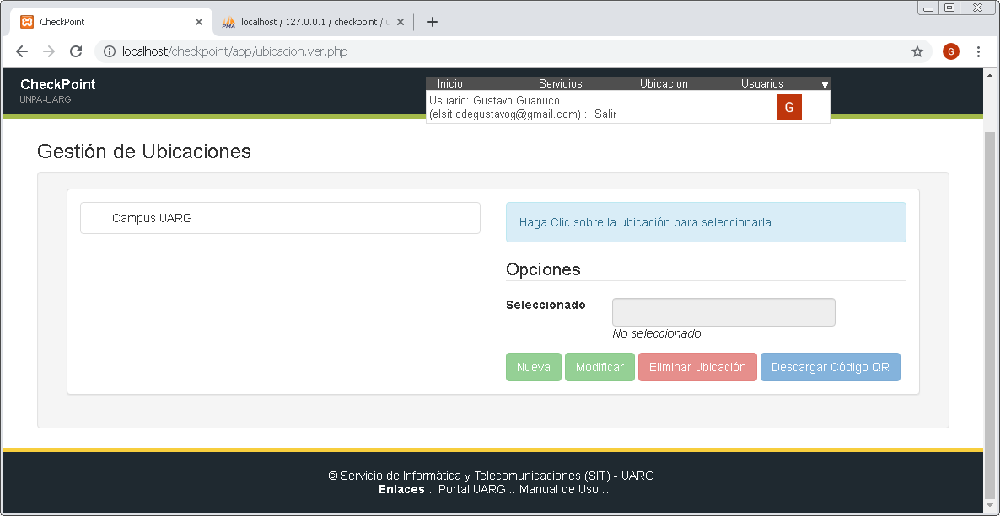 CheckPoint
localhost / 127.0.0.1 / checkpoint /
localhost/checkpoint/app/ubicacion.ver.php
G
CheckPoint
UNPA-UARG
Inicio Servicios Ubicacion Usuarios ▼
Usuario: Gustavo Guanuco
(elsitiodegustavog@gmail.com) :: Salir
G
Gestión de Ubicaciones
Campus UARG
Haga Clic sobre la ubicación para seleccionarla.
Opciones
Seleccionado
No seleccionado
Nueva Modificar Eliminar Ubicación Descargar Código QR
© Servicio de Informática y Telecomunicaciones (SIT) - UARG
Enlaces .: Portal UARG :: Manual de Uso :.